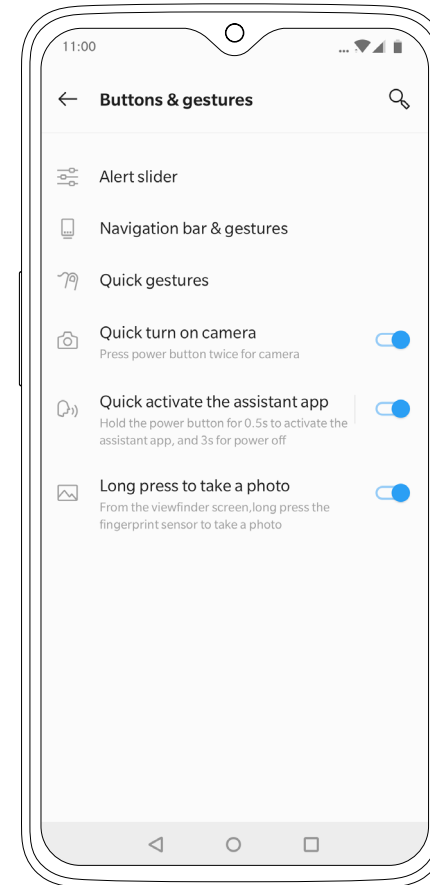 11:00
Buttons & gestures
Alert slider
Navigation bar & gestures
Quick gestures
Quick turn on camera
Press power button twice for camera
Quick activate the assistant app
Hold the power button for 0.5s to activate the
assistant app, and 3s for power off
Long press to take a photo
From the viewfinder screen,long press the
fingerprint sensor to take a photo